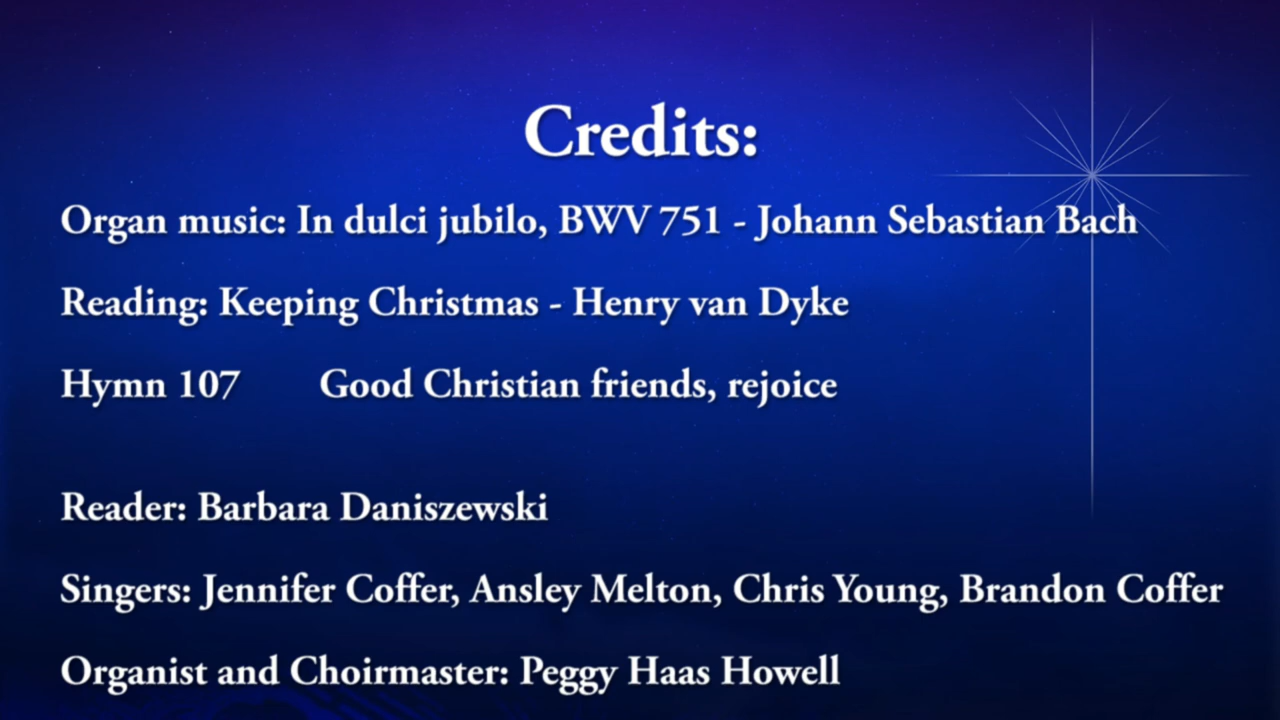 Credits:
Organ music: In dulci jubilo, BWV 751 - Johann Sebastian Bach
Reading: Keeping Christmas - Henry van Dyke
Hymn 107 Good Christian friends, rejoice
Reader: Barbara Daniszewski
Singers: Jennifer Coffer, Ansley Melton, Chris Young, Brandon Coffer
Organist and Choirmaster: Peggy Haas Howell